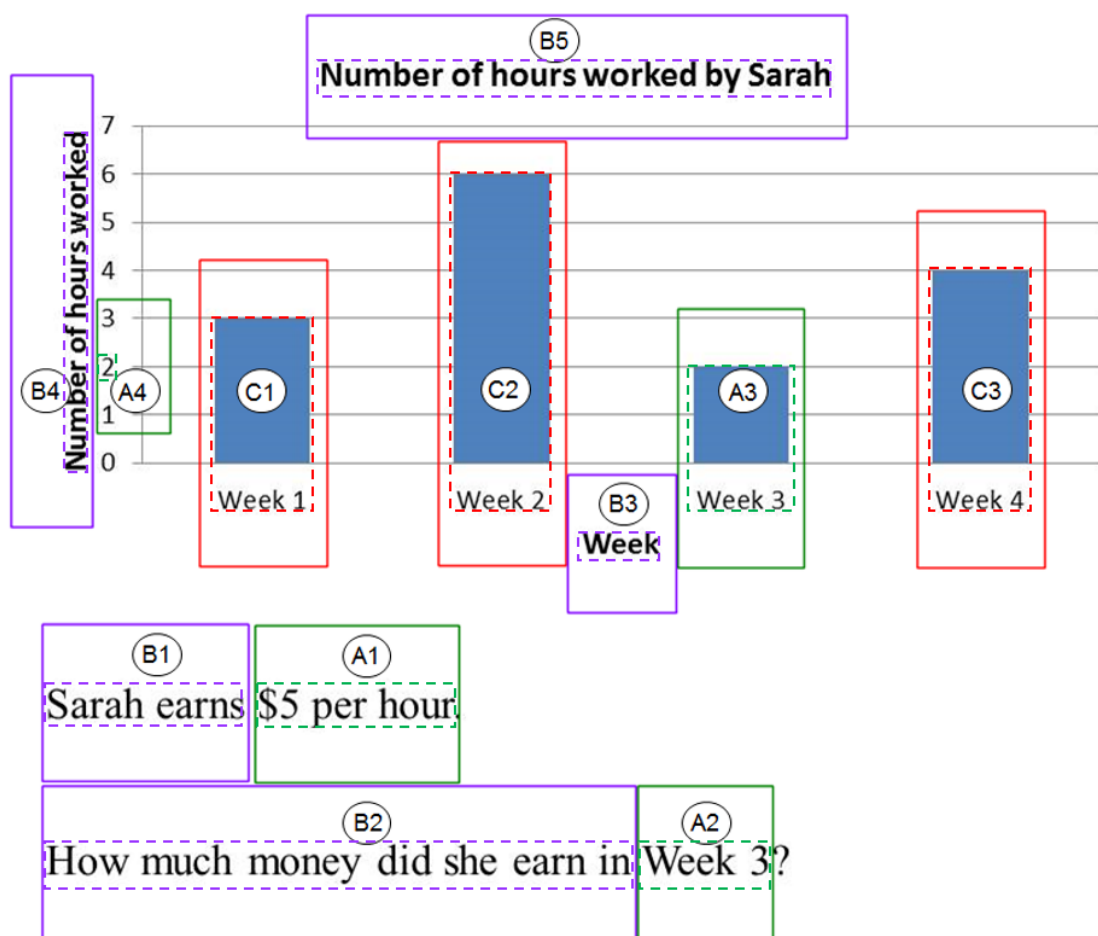 B5
Number of hours worked by Sarah
Number of hours worked
7
6
5
4
3
2
1
0
B4
A4
C1
C2
A3
C3
Week 1
Week 2
B3
Week 3
Week 4
Week
B1
A1
Sarah earns $5 per hour.
B2
A2
How much money did she earn in Week 3?